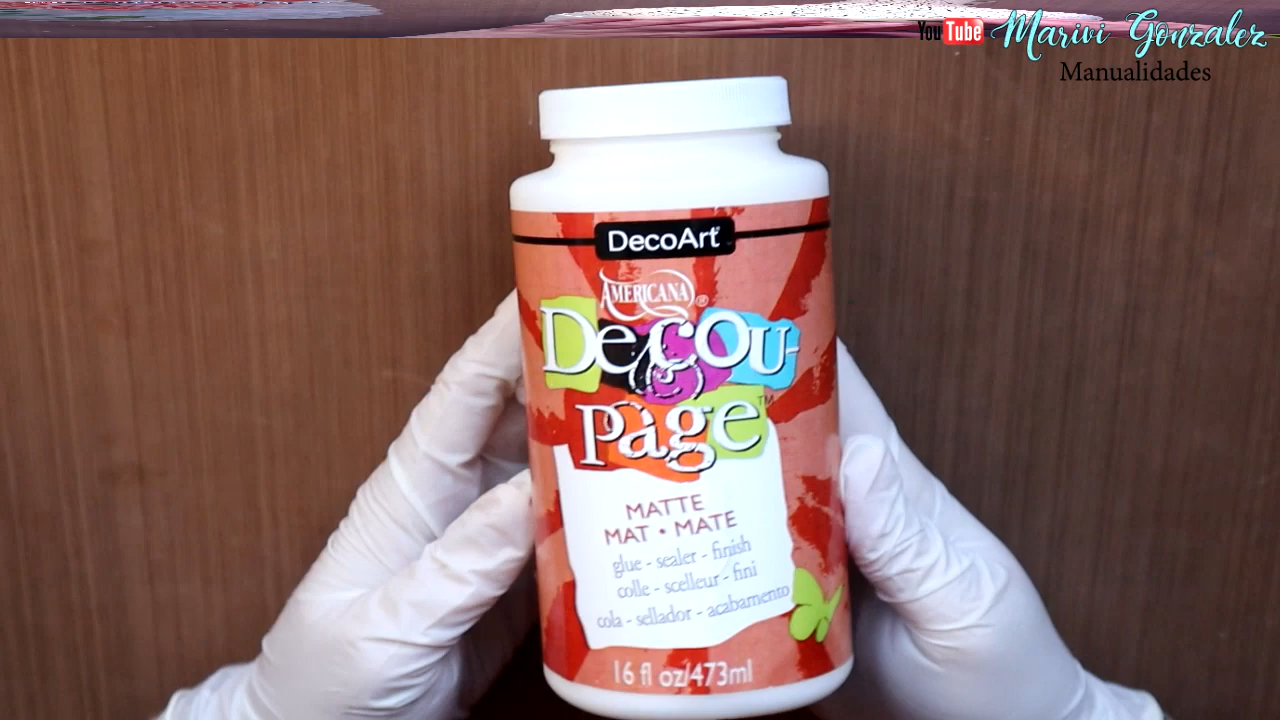 YouTube Marivi Gonzalez
Manualidades
DecoArt
AMERICANA®
Decou-
Page™
MATTE
MAT • MATE
glue - sealer - finish
colle - scelleur - fini
cola - sellador - acabamento
16 fl oz/473ml